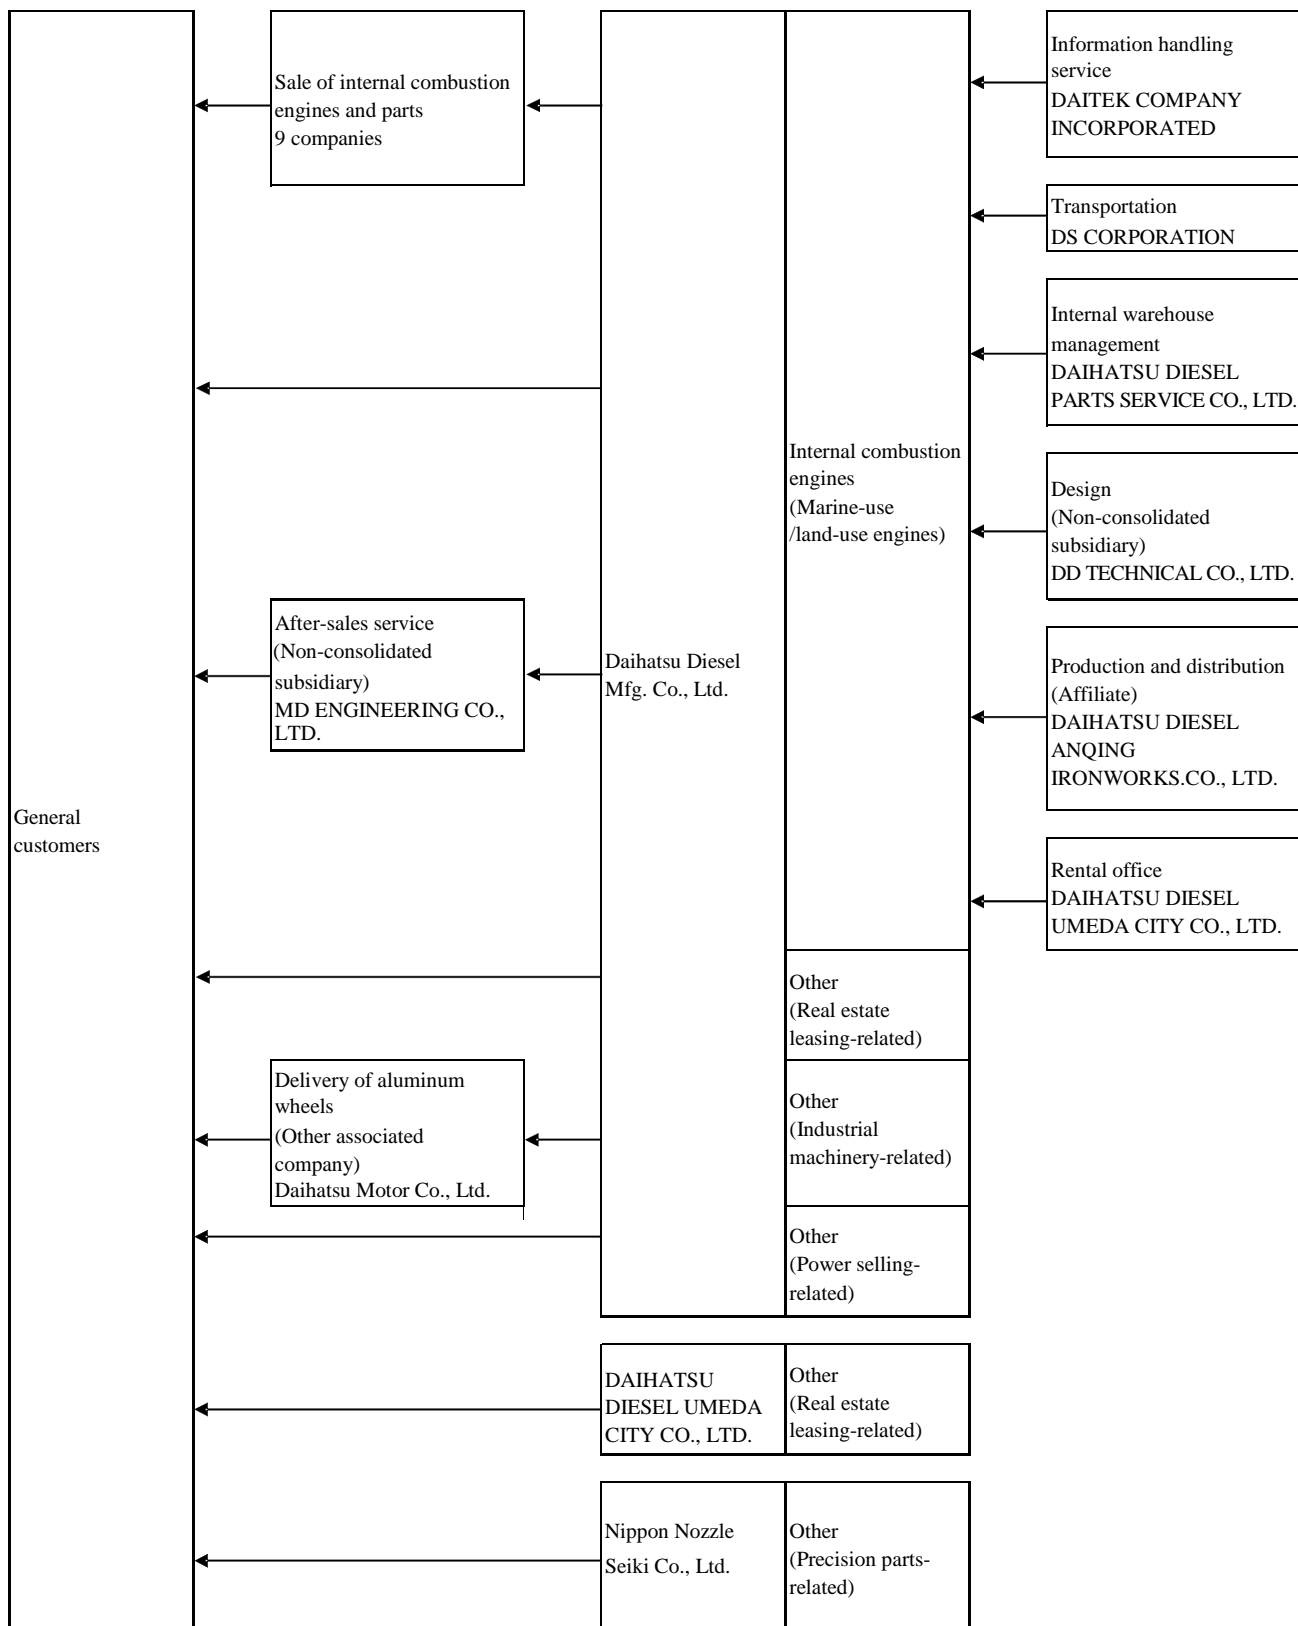 General
customers
Sale of internal combustion
engines and parts
9 companies
After-sales service
(Non-consolidated
subsidiary)
MD ENGINEERING CO.,
LTD.
Delivery of aluminum
wheels
(Other associated
company)
Daihatsu Motor Co., Ltd.
Daihatsu Diesel
Mfg. Co., Ltd.
Internal combustion
engines
(Marine-use
/land-use engines)
Other
(Real estate
leasing-related)
Other
(Industrial
machinery-related)
Other
(Power selling-
related)
Information handling
service
DAITEK COMPANY
INCORPORATED
Transportation
DS CORPORATION
Internal warehouse
management
DAIHATSU DIESEL
PARTS SERVICE CO., LTD.
Design
(Non-consolidated
subsidiary)
DD TECHNICAL CO., LTD.
Production and distribution
(Affiliate)
DAIHATSU DIESEL
ANQING
IRONWORKS.CO., LTD.
Rental office
DAIHATSU DIESEL
UMEDA CITY CO., LTD.
DAIHATSU
DIESEL UMEDA
CITY CO., LTD.
Other
(Real estate
leasing-related)
Nippon Nozzle
Seiki Co., Ltd.
Other
(Precision parts-
related)